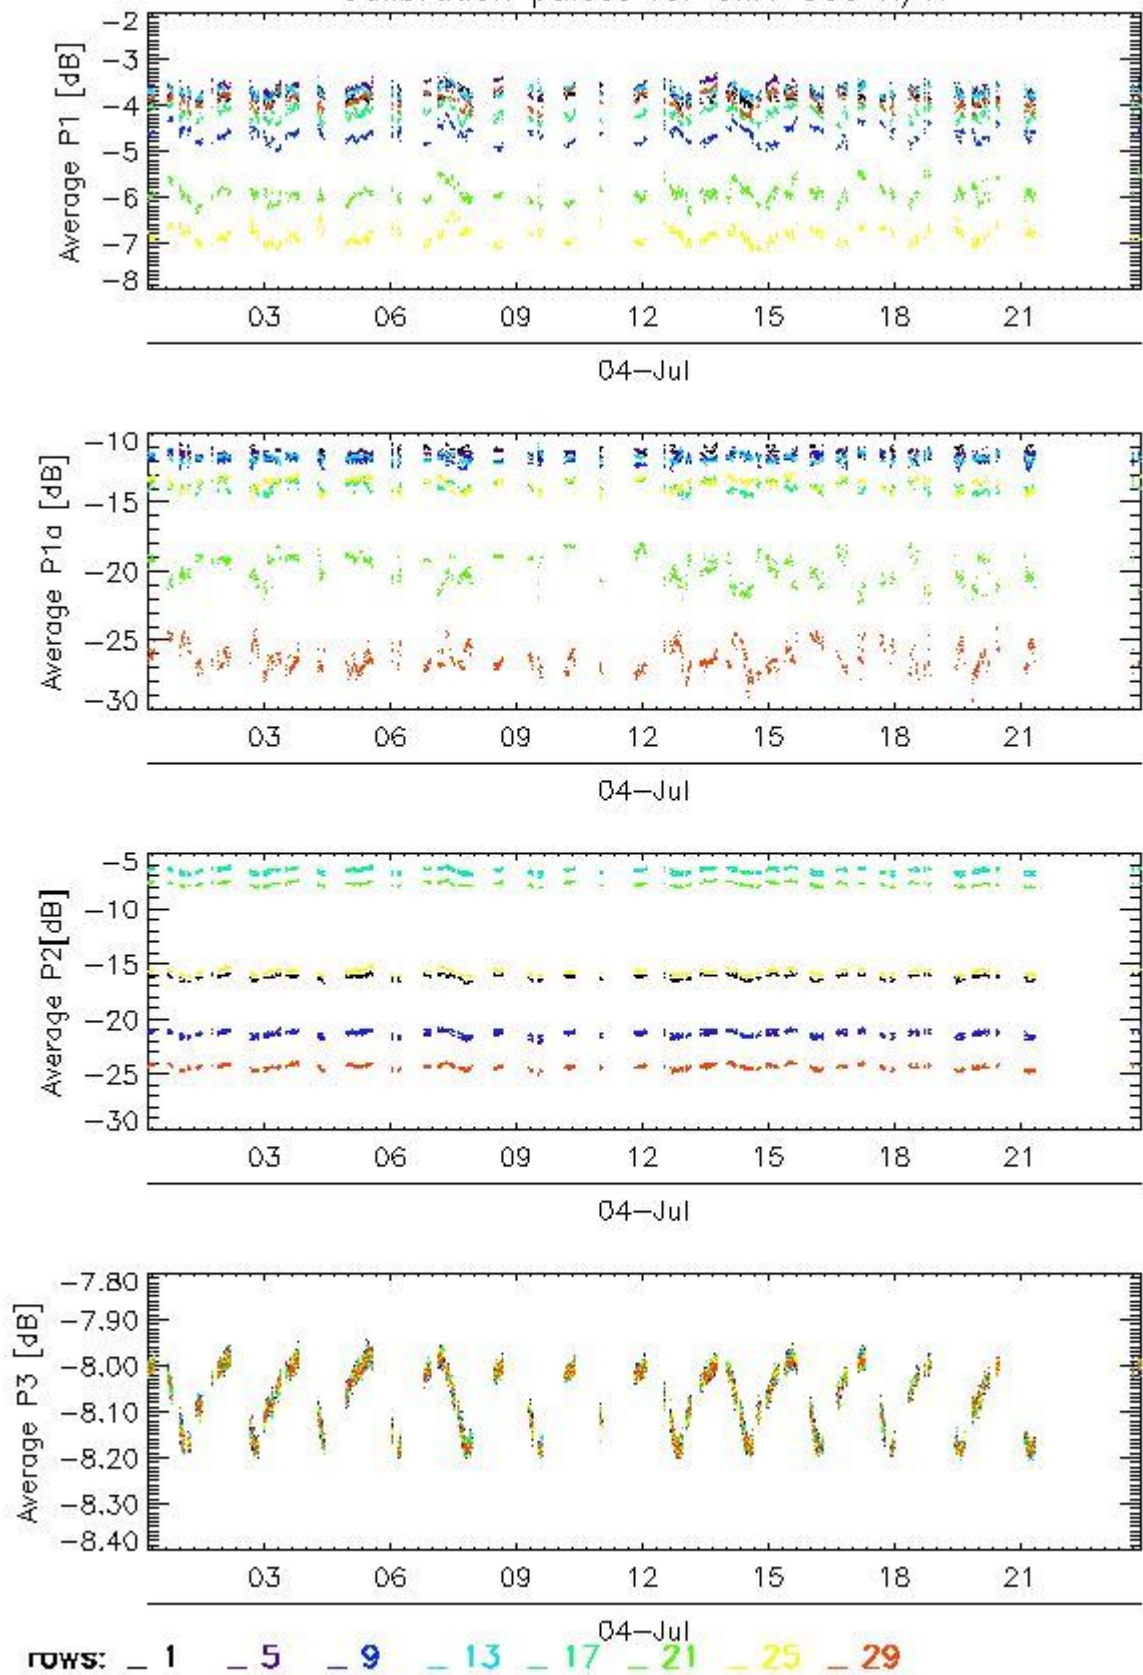 -2
-3
-4
-5
-6
-7
-8
Average P1 [dB]
03 06 09 12 15 18 21
04-Jul
-10
-15
-20
-25
-30
Average P1a [dB]
03 06 09 12 15 18 21
04-Jul
-5
-10
-15
-20
-25
-30
Average P2[dB]
03 06 09 12 15 18 21
04-Jul
-7.80
-7.90
-8.00
-8.10
-8.20
-8.30
-8.40
Average P3 [dB]
03 06 09 12 15 18 21
04-Jul
rows: _ 1 _ 5 _ 9 _ 13 _ 17 _ 21 _ 25 _ 29